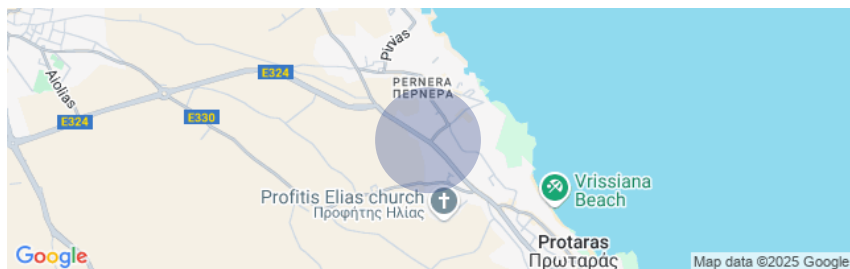 Pirvas
E324
PERNERA
ΠΕΡΝΕΡΑ
Aiolias
E330
E324
Profitis Elias church
Προφήτης Ηλίας
Vrissiana
Beach
Protaras
Πρωταράς
Google
Map data ©2025 Google